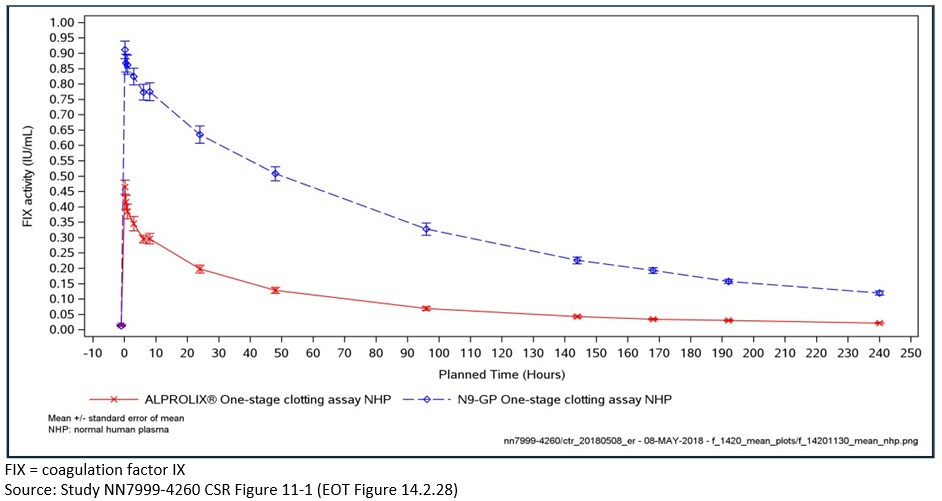 1.00
0.95
0.90
0.85
0.80
0.75
0.70
0.65
0.60
0.55
0.50
0.45
0.40
0.35
0.30
0.25
0.20
0.15
0.10
0.05
0.00
FIX activity (IU/mL)
-10 0 10 20 30 40 50 60 70 80 90 100 110 120 130 140 150 160 170 180 190 200 210 220 230 240 250
Planned Time (Hours)
ALPROLIX® One-stage clotting assay NHP N9-GP One-stage clotting assay NHP
Mean +/- standard error of mean
NHP: normal human plasma
nn7999-4260/ctr_20180508_er - 08-MAY-2018 - f_1420_mean_plots/f_14201130_mean_nhp.png
FIX = coagulation factor IX
Source: Study NN7999-4260 CSR Figure 11-1 (EOT Figure 14.2.28)